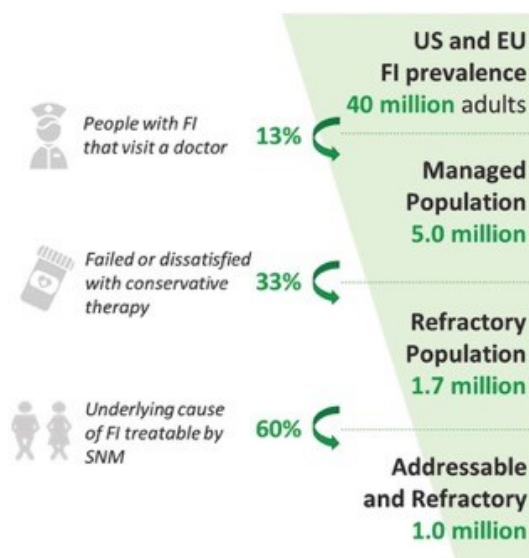 US and EU
FI prevalence
40 million adults
People with FI
that visit a doctor
13%
Managed
Population
5.0 million
Failed or dissatisfied
with conservative
therapy
33%
Refractory
Population
1.7 million
Underlying cause
of FI treatable by
SNM
60%
Addressable
and Refractory
1.0 million